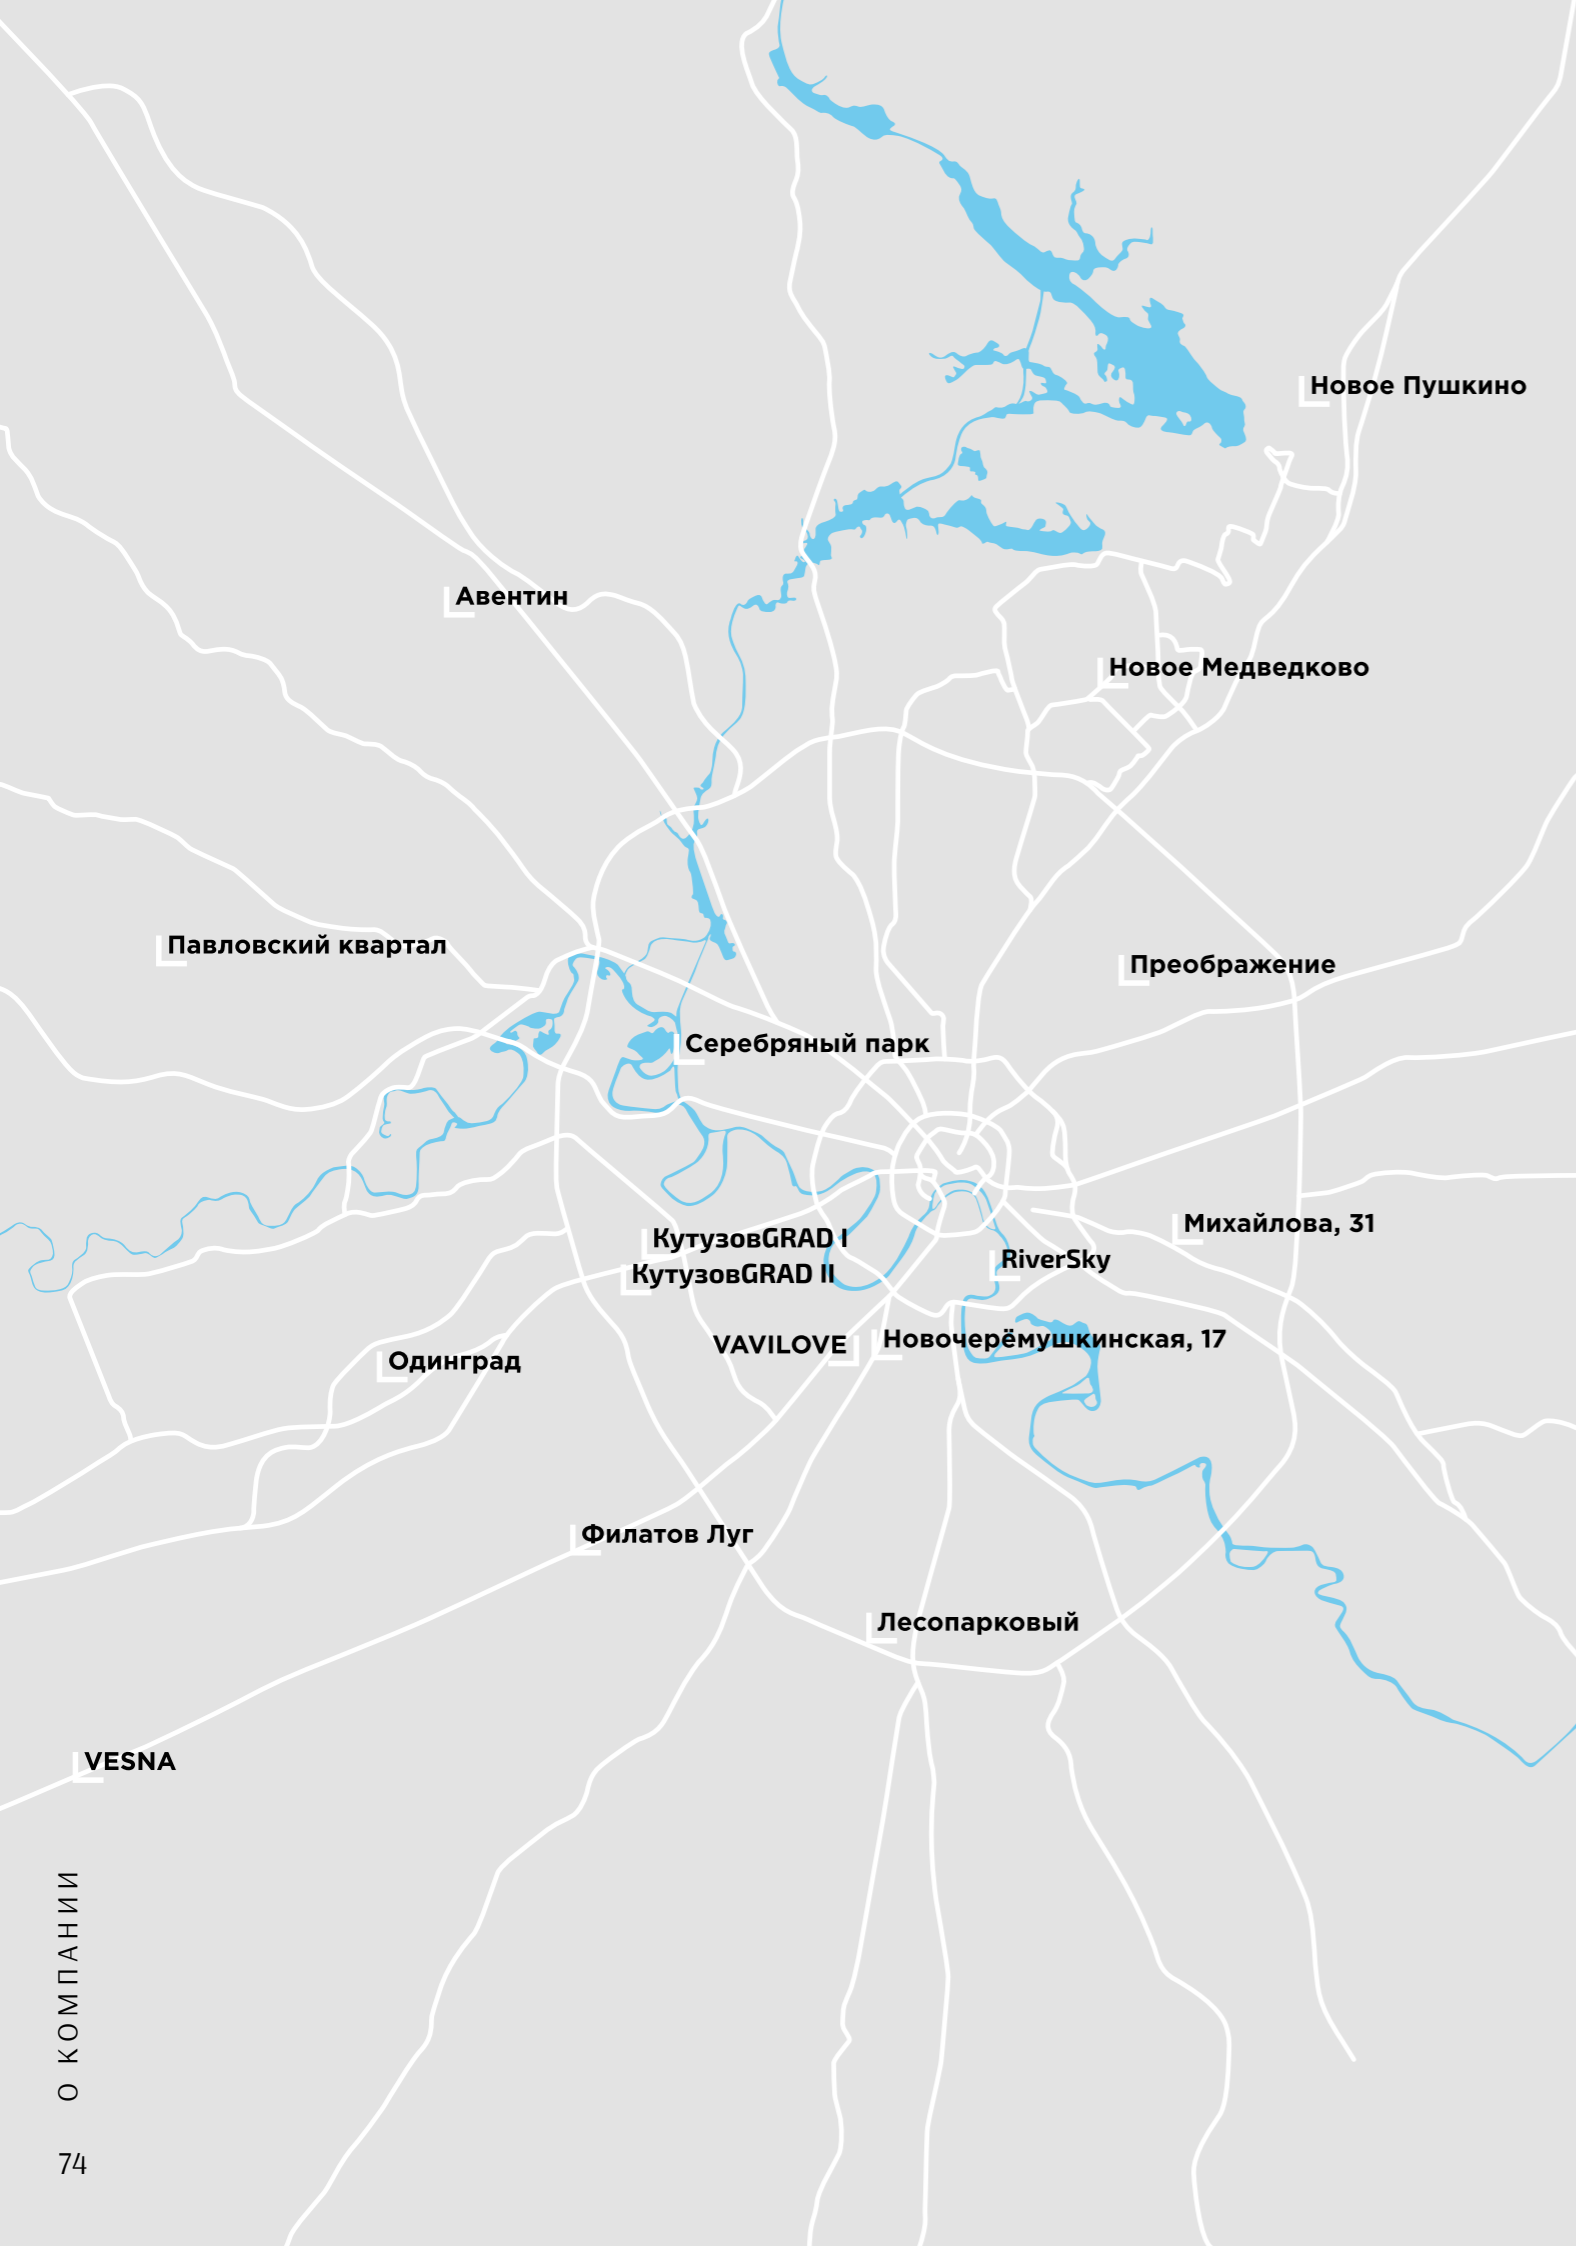 Новое Пушкино
Авентин
Новое Медведково
Павловский квартал
Преображение
Серебряный парк
Михайлова, 31
КутузовGRAD I
RiverSky
КутузовGRAD II
VAVILOVE
Новочерёмушкинская, 17
Одинград
Филатов Луг
Лесопарковый
VESNA
О КОМПАНИИ
74